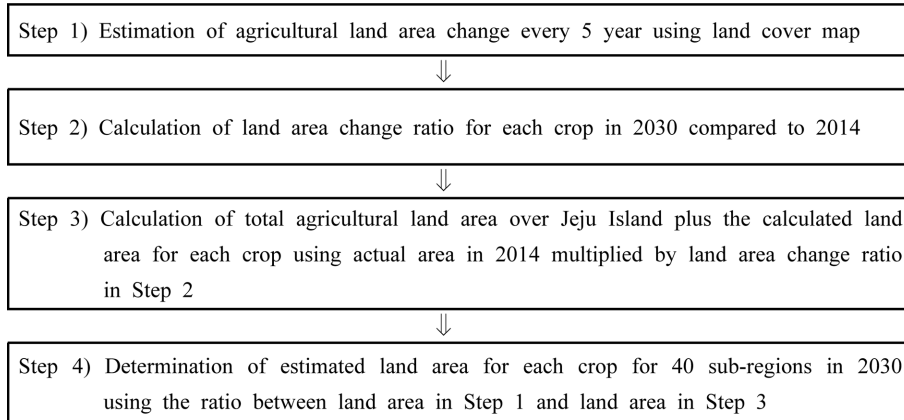 Step 1) Estimation of agricultural land area change every 5 year using land cover map
⇓
Step 2) Calculation of land area change ratio for each crop in 2030 compared to 2014
⇓
Step 3) Calculation of total agricultural land area over Jeju Island plus the calculated land
area for each crop using actual area in 2014 multiplied by land area change ratio
in Step 2
⇓
Step 4) Determination of estimated land area for each crop for 40 sub-regions in 2030
using the ratio between land area in Step 1 and land area in Step 3